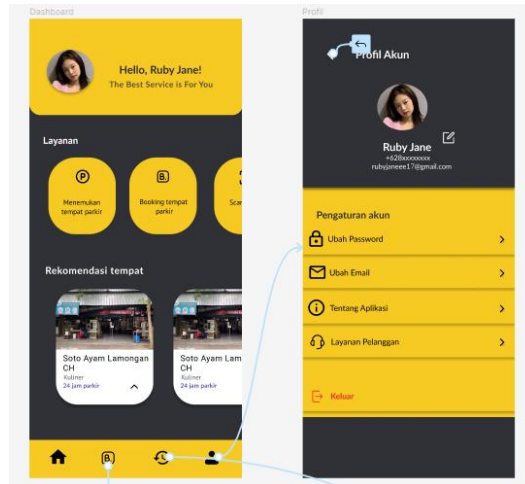 Dashboard
Hello, Ruby Jane!
The Best Service is For You
Layanan
P
B.
Menemukan
tempat parkir
Booking tempat
parkir
Scan
Rekomendasi tempat
Soto Ayam Lamongan
CH
Kuliner
24 jam parkir
Soto Ayam Lam
CH
Kuliner
24 jam parkir
B.
Profil
Profil Akun
Ruby Jane
+628xxxxxxxx
rubyjaneee17@gmail.com
Pengaturan akun
Ubah Password
Ubah Email
Tentang Aplikasi
Layanan Pelanggan
Keluar